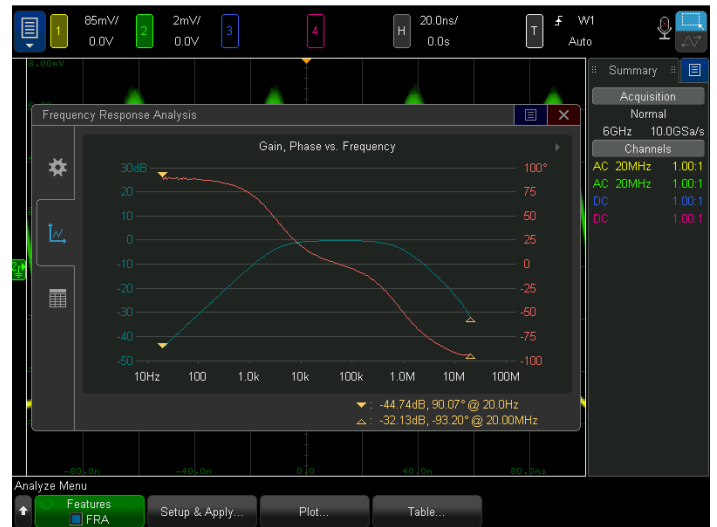 1 85mV/ 2 2mV/ 3 4 H 20.0ns/ T W1
0.0V 0.0V 0.0s Auto
8.00mV
Summary
Acquisition
Normal
6GHz 10.0GSa/s
Channels
AC 20MHz 1.00:1
AC 20MHz 1.00:1
DC 1.00:1
DC 1.00:1
Frequency Response Analysis
Gain, Phase vs. Frequency
30dB 100°
20 75
10 50
0 25
-10 0
-20 -25
-30 -50
-40 -75
-50 -100
10Hz 100 1.0k 10k 100k 1.0M 10M 100M
: -44.74dB, 90.07° @ 20.0Hz
: -32.13dB, -93.20° @ 20.00MHz
-80.0n -40.0n 0.0 40.0n 80.0ns
Analyze Menu
Features
FRA
Setup & Apply...
Plot...
Table...